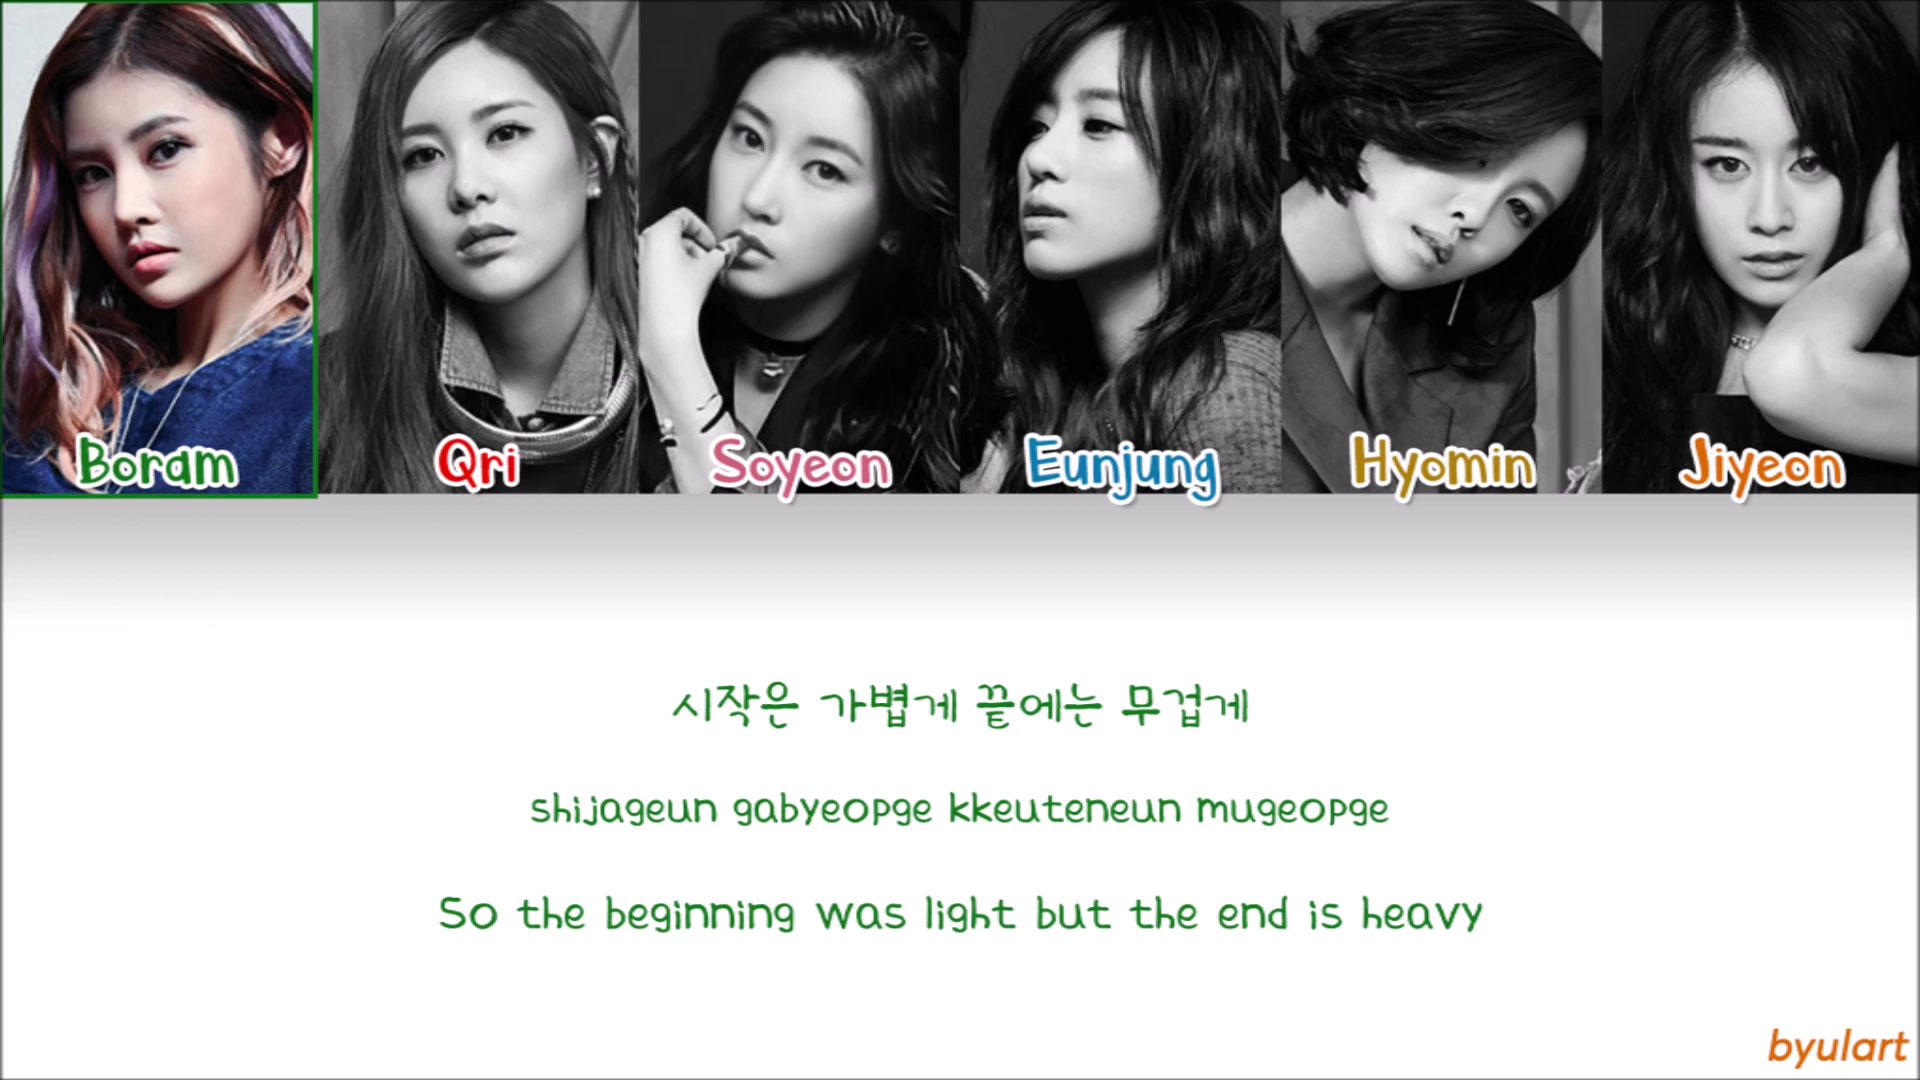 Boram Qri Soyeon Eunjung Hyomin Jiyeon
시작은 가볍게 끝에는 무겁게
shijageun gabyeopge kkeuteneun mugeopge
So the beginning was light but the end is heavy
byulart